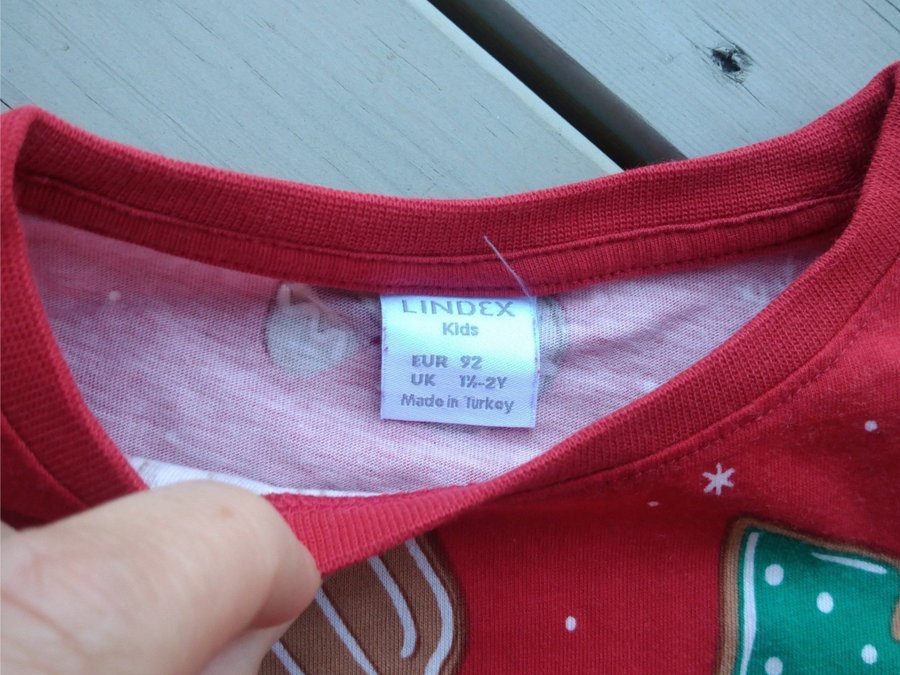 LINDEX
Kids
EUR 92
UK 1½-2Y
Made in Turkey